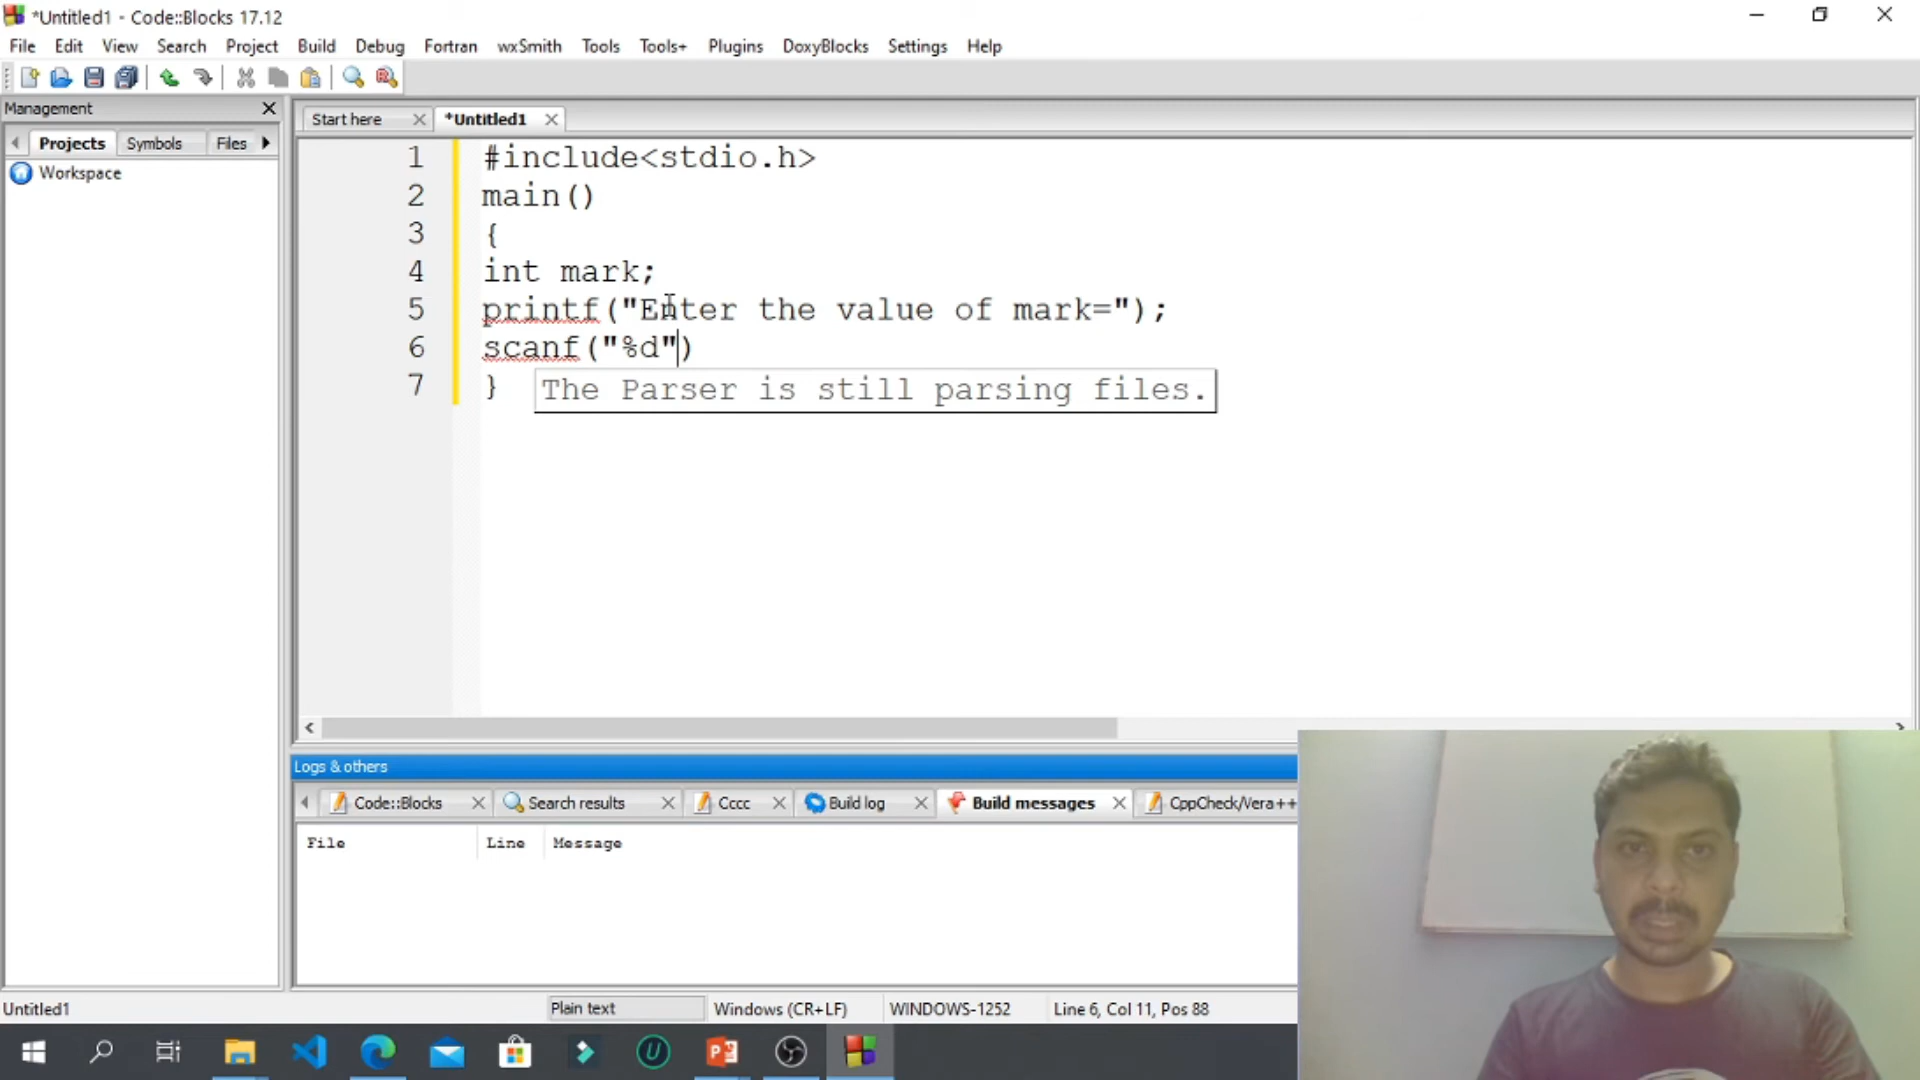 *Untitled1 - Code::Blocks 17.12
File Edit View Search Project Build Debug Fortran wxSmith Tools Tools+ Plugins DoxyBlocks Settings Help
Management
Start here *Untitled1
Projects Symbols Files
Workspace
1 #include<stdio.h>
2 main()
3 {
4 int mark;
5 printf("Enter the value of mark=");
6 scanf("%d")
7 }
The Parser is still parsing files.
Logs & others
Code::Blocks Search results Cccc Build log Build messages CppCheck/Vera++
File Line Message
Untitled1 Plain text Windows (CR+LF) WINDOWS-1252 Line 6, Col 11, Pos 88